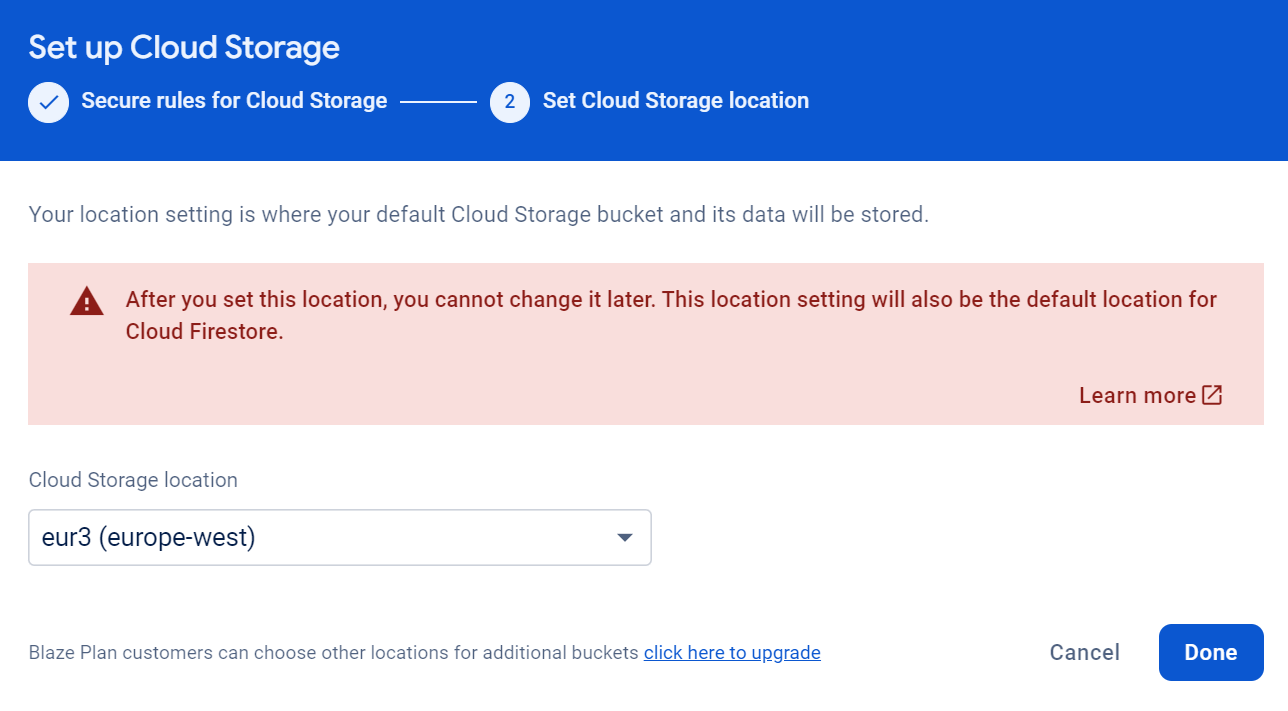 Set up Cloud Storage
Secure rules for Cloud Storage
2 Set Cloud Storage location
Your location setting is where your default Cloud Storage bucket and its data will be stored.
After you set this location, you cannot change it later. This location setting will also be the default location for
Cloud Firestore.
Learn more
Cloud Storage location
eur3 (europe-west)
Blaze Plan customers can choose other locations for additional buckets click here to upgrade
Cancel
Done